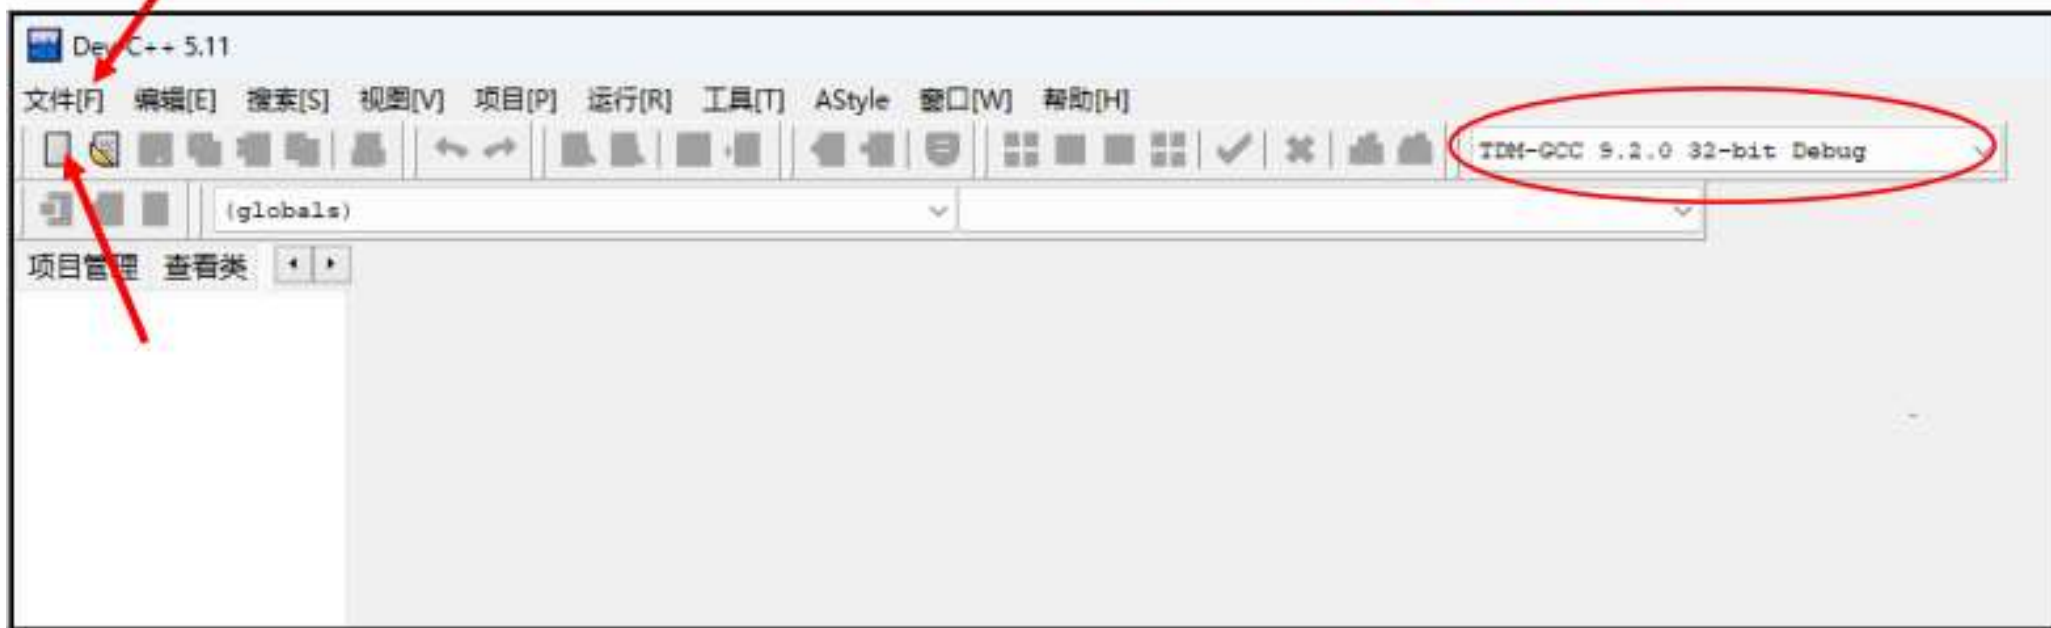 Dev-C++ 5.11
文件[F] 编辑[E] 搜索[S] 视图[V] 项目[P] 运行[R] 工具[T] AStyle 窗口[W] 帮助[H]
TDM-GCC 9.2.0 32-bit Debug
(globals)
项目管理 查看类